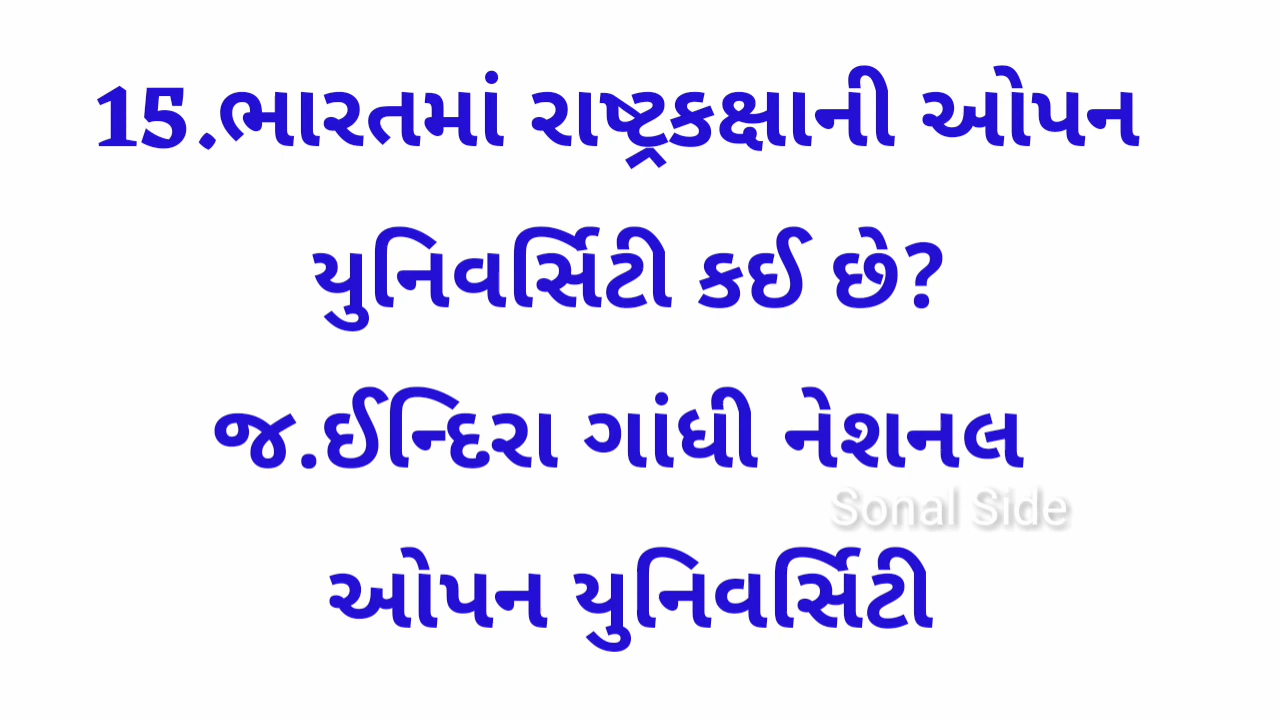 15.ભારતમાં રાષ્ટ્રકક્ષાની ઓપન
યુનિવર્સિટી કઈ છે?
જ.ઈન્દિરા ગાંધી નેશનલ
Sonal Side
ઓપન યુનિવર્સિટી